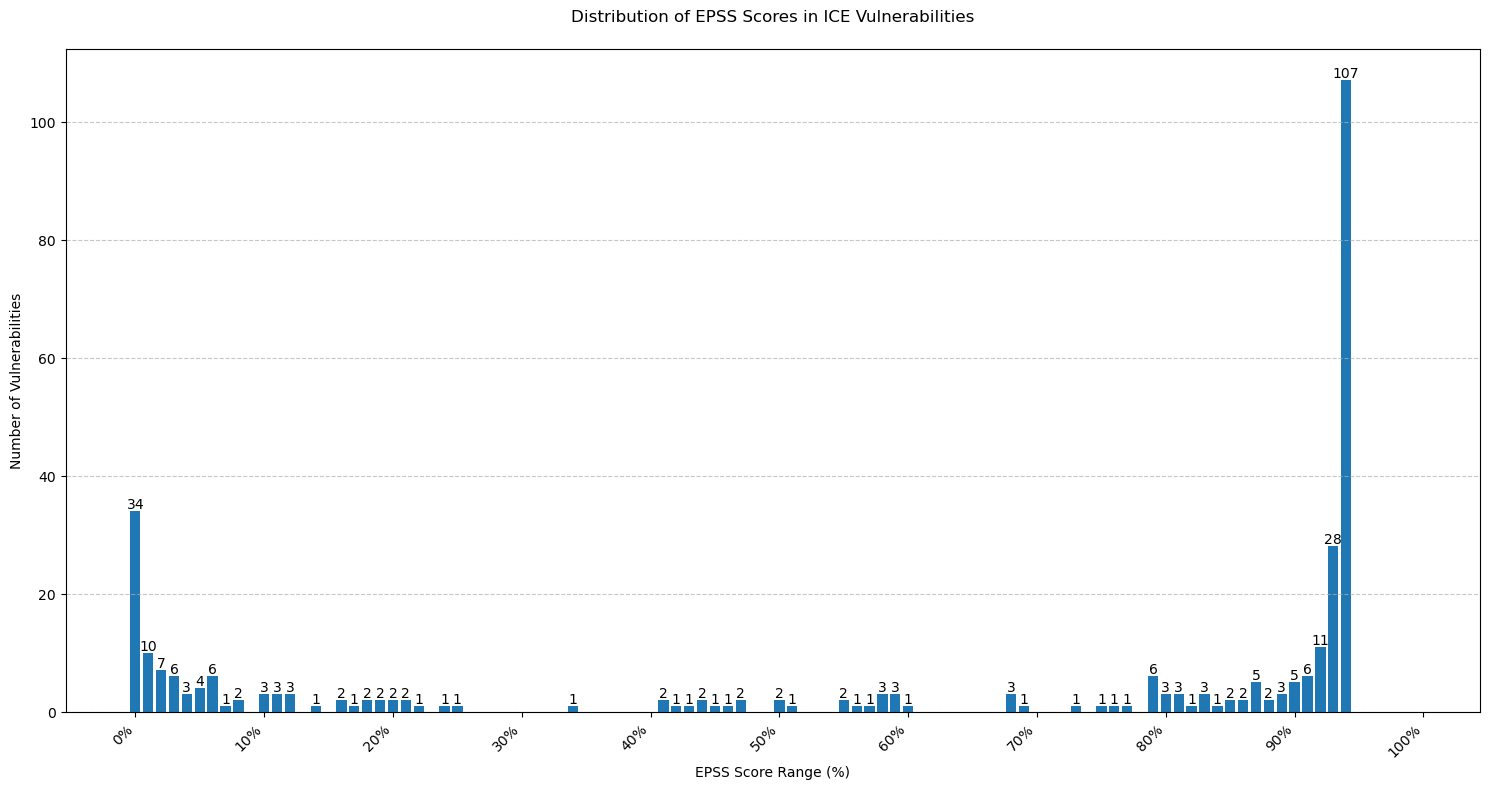 Distribution of EPSS Scores in ICE Vulnerabilities
107
100
80
60
40
20
0
Number of Vulnerabilities
34 10 7 6 3 4 6 1 2 3 3 3 1 2 1 2 2 2 2 1 1 1 1 2 1 1 2 1 1 2 2 1 2 1 1 3 3 1 3 1 1 1 1 1 6 3 3 1 3 1 2 2 5 2 3 5 6 11 28
0% 10% 20% 30% 40% 50% 60% 70% 80% 90% 100%
EPSS Score Range (%)